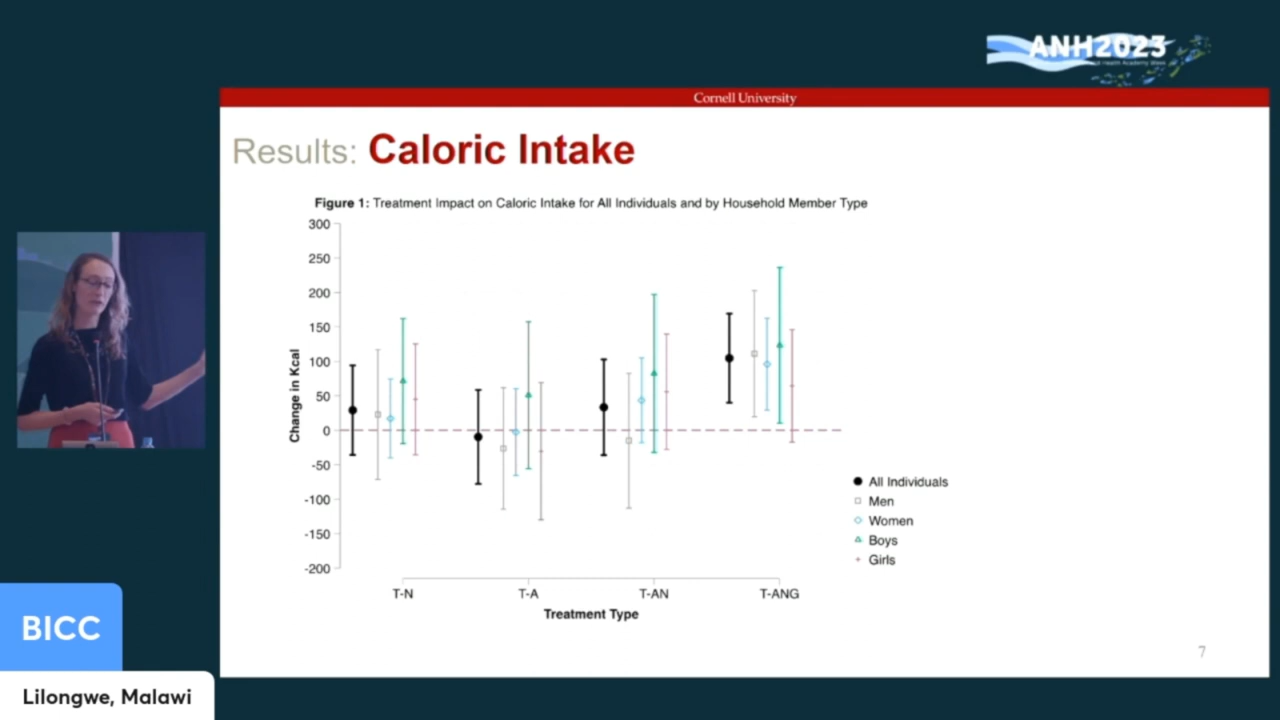 ANH2023
Cornell University
Results: Caloric Intake
Figure 1: Treatment Impact on Caloric Intake for All Individuals and by Household Member Type
300
250
200
150
100
50
0
-50
-100
-150
-200
Change in Kcal
All Individuals
Men
Women
Boys
Girls
T-N T-A T-AN T-ANG
Treatment Type
7
BICC
Lilongwe, Malawi